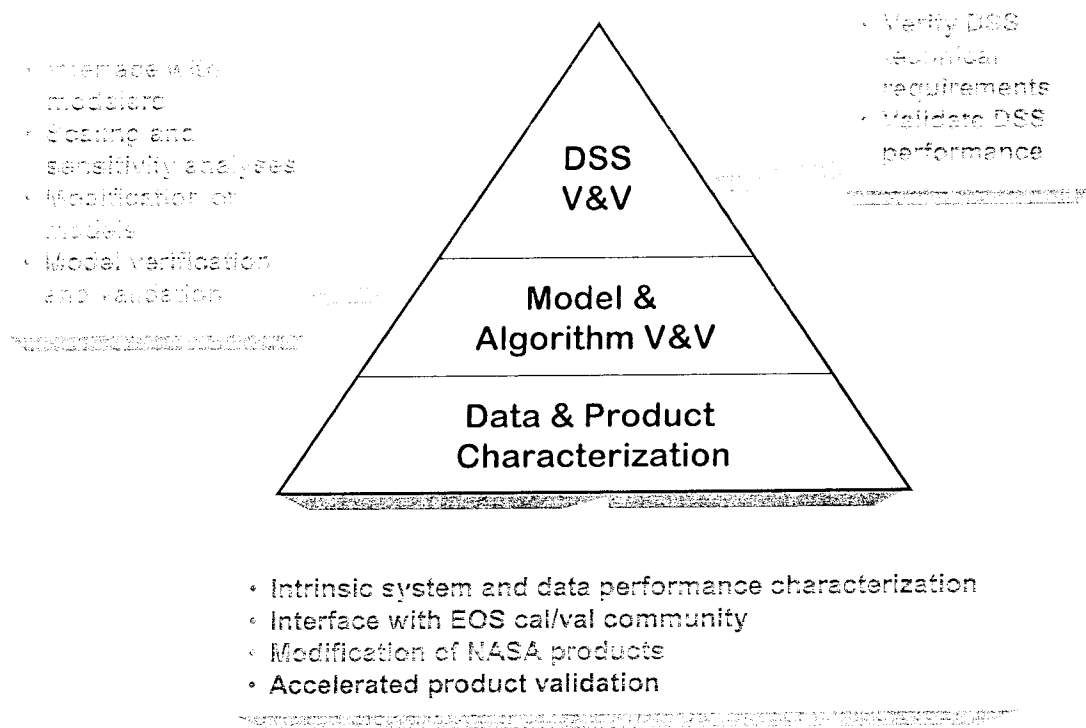 • Interface with
modelers
• Scaling and
sensitivity analyses
• Modification of
models
• Model verification
and validation
• Verify DSS
technical
requirements
• Validate DSS
performance
DSS
V&V
Model &
Algorithm V&V
Data & Product
Characterization
• Intrinsic system and data performance characterization
• Interface with EOS cal/val community
• Modification of NASA products
• Accelerated product validation